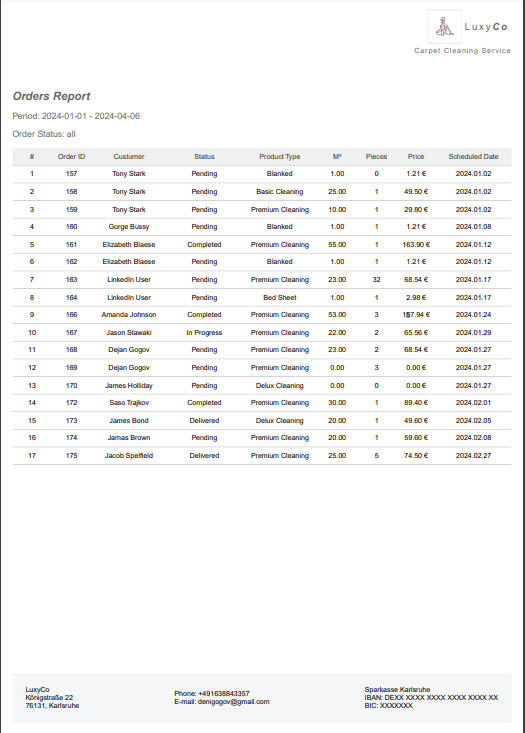 LuxyCo
Carpet Cleaning Service
Orders Report
Period: 2024-01-01 - 2024-04-06
Order Status: all
# Order ID Custumer Status Product Type M² Pieces Price Scheduled Date
1 157 Tony Stark Pending Blanked 1.00 0 1.21 € 2024.01.02
2 158 Tony Stark Pending Basic Cleaning 25.00 1 49.50 € 2024.01.02
3 159 Tony Stark Pending Premium Cleaning 10.00 1 29.80 € 2024.01.02
4 160 Gorge Bussy Pending Blanked 1.00 1 1.21 € 2024.01.08
5 161 Elizabeth Blaese Completed Premium Cleaning 55.00 1 163.90 € 2024.01.12
6 162 Elizabeth Blaese Pending Blanked 1.00 1 1.21 € 2024.01.12
7 163 LinkedIn User Pending Premium Cleaning 23.00 32 68.54 € 2024.01.17
8 164 LinkedIn User Pending Bed Sheet 1.00 1 2.98 € 2024.01.17
9 166 Amanda Johnson Completed Premium Cleaning 53.00 3 157.94 € 2024.01.24
10 167 Jason Stawaki In Progress Premium Cleaning 22.00 2 65.56 € 2024.01.29
11 168 Dejan Gogov Pending Premium Cleaning 23.00 2 68.54 € 2024.01.27
12 169 Dejan Gogov Pending Premium Cleaning 0.00 3 0.00 € 2024.01.27
13 170 James Holliday Pending Delux Cleaning 0.00 0 0.00 € 2024.01.27
14 172 Saso Trajkov Completed Premium Cleaning 30.00 1 89.40 € 2024.02.01
15 173 James Bond Delivered Delux Cleaning 20.00 1 49.60 € 2024.02.05
16 174 Jamas Brown Pending Premium Cleaning 20.00 1 59.60 € 2024.02.08
17 175 Jacob Spelfield Delivered Premium Cleaning 25.00 5 74.50 € 2024.02.27
LuxyCo
Königstraße 22
76131, Karlsruhe
Phone: +491638843357
E-mail: denigogov@gmail.com
Sparkasse Karlsruhe
IBAN: DEXX XXXX XXXX XXXX XXXX XX
BIC: XXXXXXX